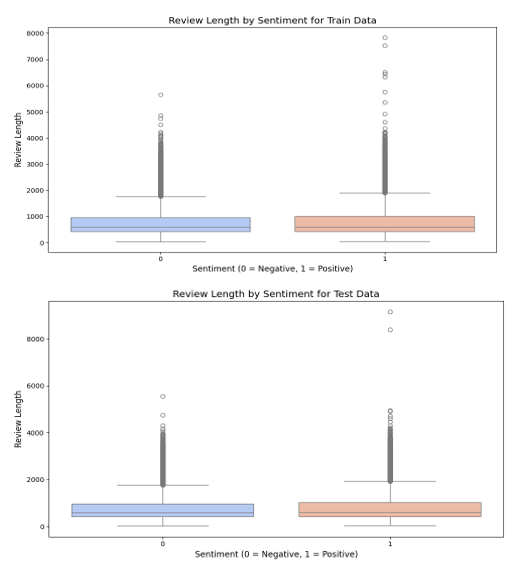 Review Length by Sentiment for Train Data
8000
7000
6000
5000
4000
3000
2000
1000
0
Review Length
0 1
Sentiment (0 = Negative, 1 = Positive)
Review Length by Sentiment for Test Data
8000
6000
4000
2000
0
Review Length
0 1
Sentiment (0 = Negative, 1 = Positive)